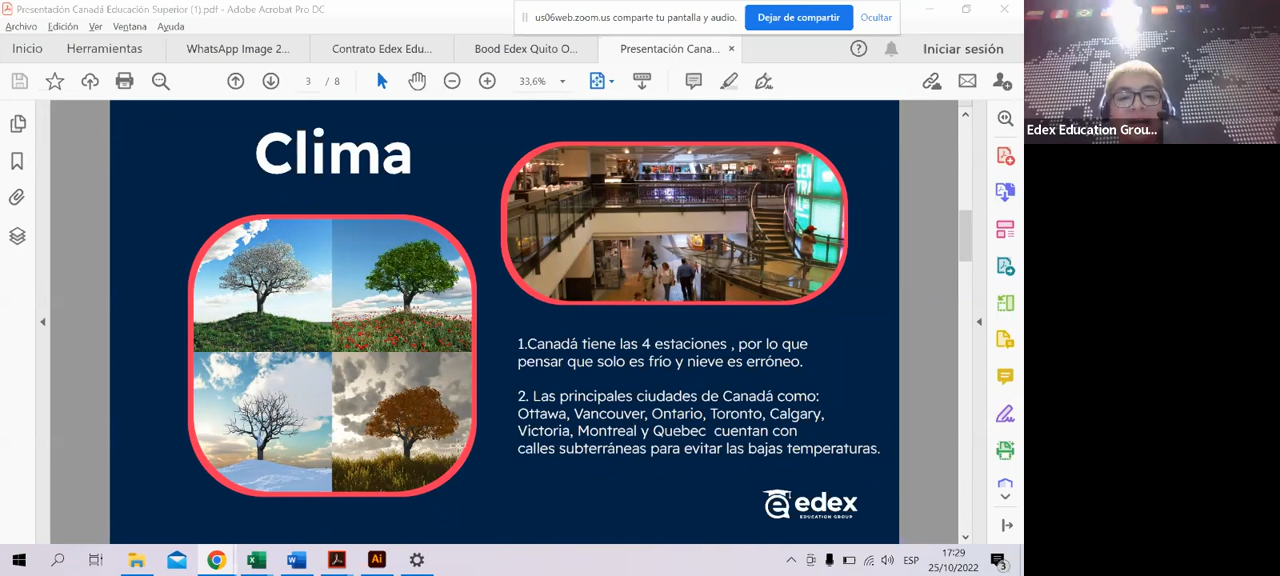 Presentación Canadá Educación Superior (1).pdf - Adobe Acrobat Pro DC
us06web.zoom.us comparte tu pantalla y audio.
Dejar de compartir
Ocultar
Archivo Edición Ver Ventana Ayuda
Inicio
Herramientas
WhatsApp Image 2...
Contrato Edex Edu...
Bood Edex Quito O...
Presentación Cana...
Iniciar sesión
3 / 8
33,6%
Edex Education Grou...
Clima
1.Canadá tiene las 4 estaciones , por lo que
pensar que solo es frío y nieve es erróneo.
2. Las principales ciudades de Canadá como:
Ottawa, Vancouver, Ontario, Toronto, Calgary,
Victoria, Montreal y Quebec cuentan con
calles subterráneas para evitar las bajas temperaturas.
edex
EDUCATION GROUP
Ai
ESP
17:29
25/10/2022
3